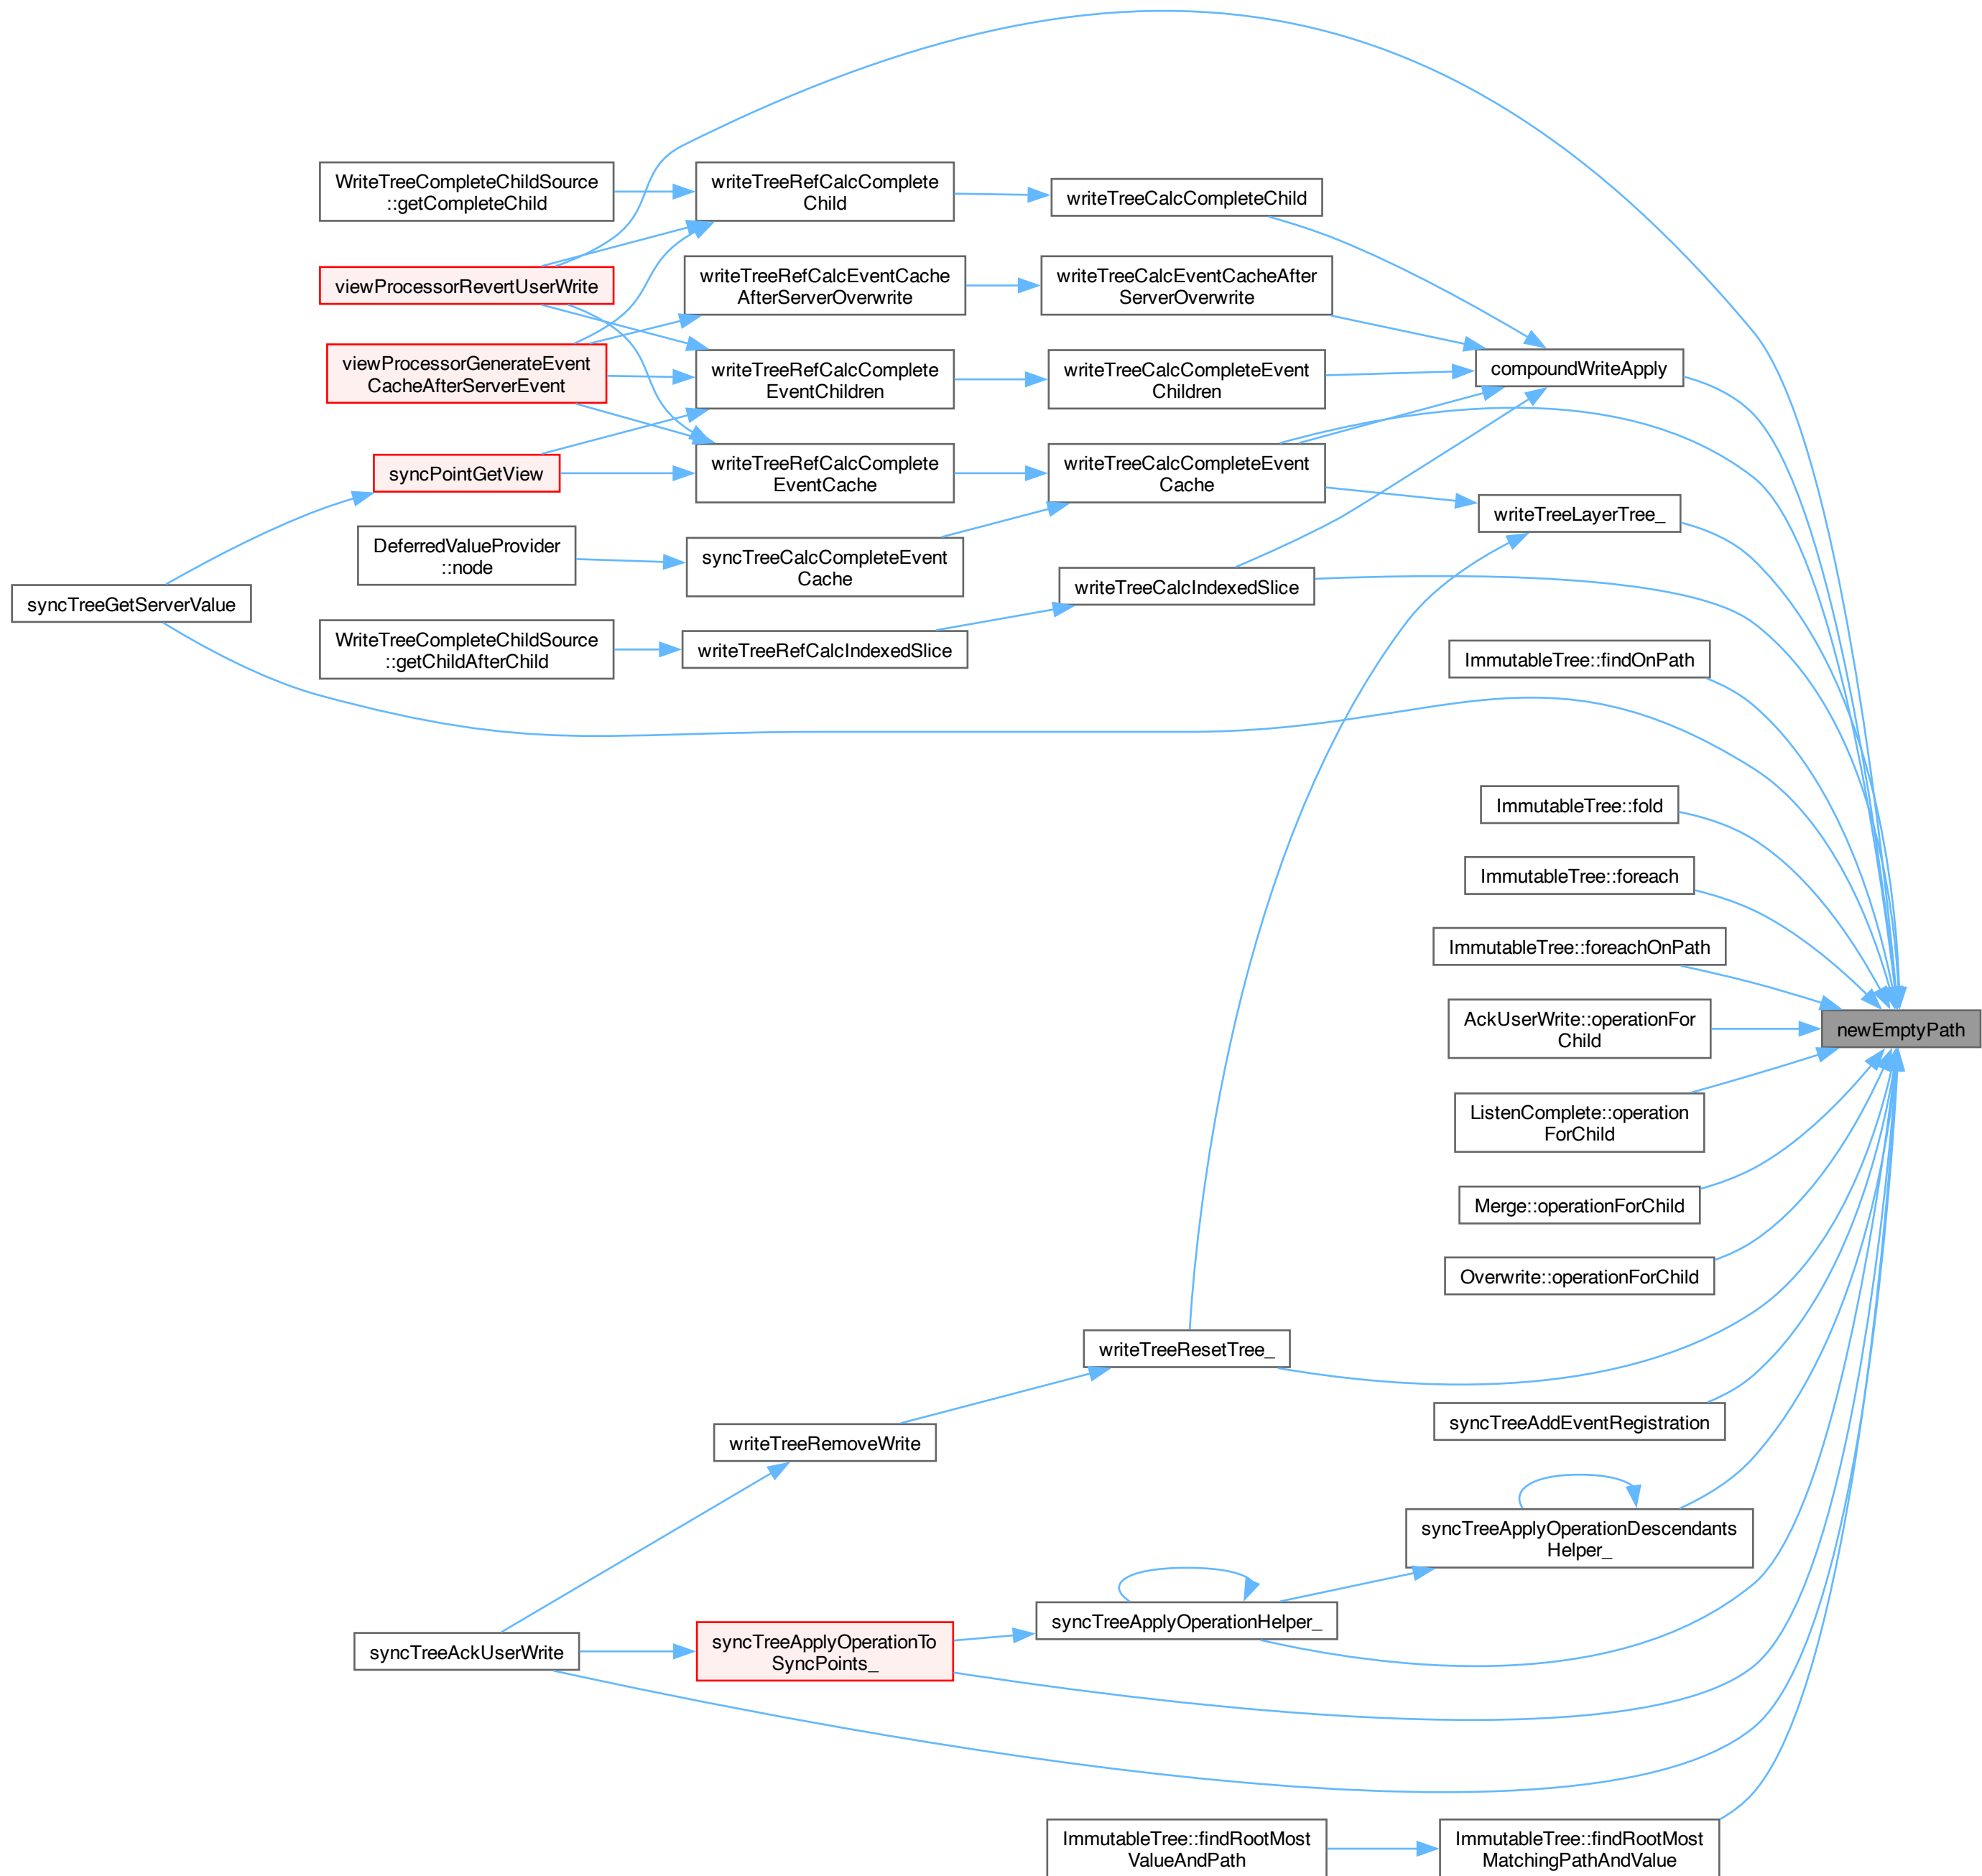 WriteTreeCompleteChildSource
::getCompleteChild
writeTreeRefCalcComplete
Child
writeTreeCalcCompleteChild
viewProcessorRevertUserWrite
writeTreeRefCalcEventCache
AfterServerOverwrite
writeTreeCalcEventCacheAfter
ServerOverwrite
viewProcessorGenerateEvent
CacheAfterServerEvent
writeTreeRefCalcComplete
EventChildren
writeTreeCalcCompleteEvent
Children
compoundWriteApply
syncPointGetView
writeTreeRefCalcComplete
EventCache
writeTreeCalcCompleteEvent
Cache
writeTreeLayerTree_
DeferredValueProvider
::node
syncTreeCalcCompleteEvent
Cache
writeTreeCalcIndexedSlice
syncTreeGetServerValue
WriteTreeCompleteChildSource
::getChildAfterChild
writeTreeRefCalcIndexedSlice
ImmutableTree::findOnPath
ImmutableTree::fold
ImmutableTree::foreach
ImmutableTree::foreachOnPath
AckUserWrite::operationFor
Child
newEmptyPath
ListenComplete::operation
ForChild
Merge::operationForChild
Overwrite::operationForChild
writeTreeResetTree_
syncTreeAddEventRegistration
writeTreeRemoveWrite
syncTreeApplyOperationDescendants
Helper_
syncTreeApplyOperationHelper_
syncTreeApplyOperationTo
SyncPoints_
syncTreeAckUserWrite
ImmutableTree::findRootMost
ValueAndPath
ImmutableTree::findRootMost
MatchingPathAndValue